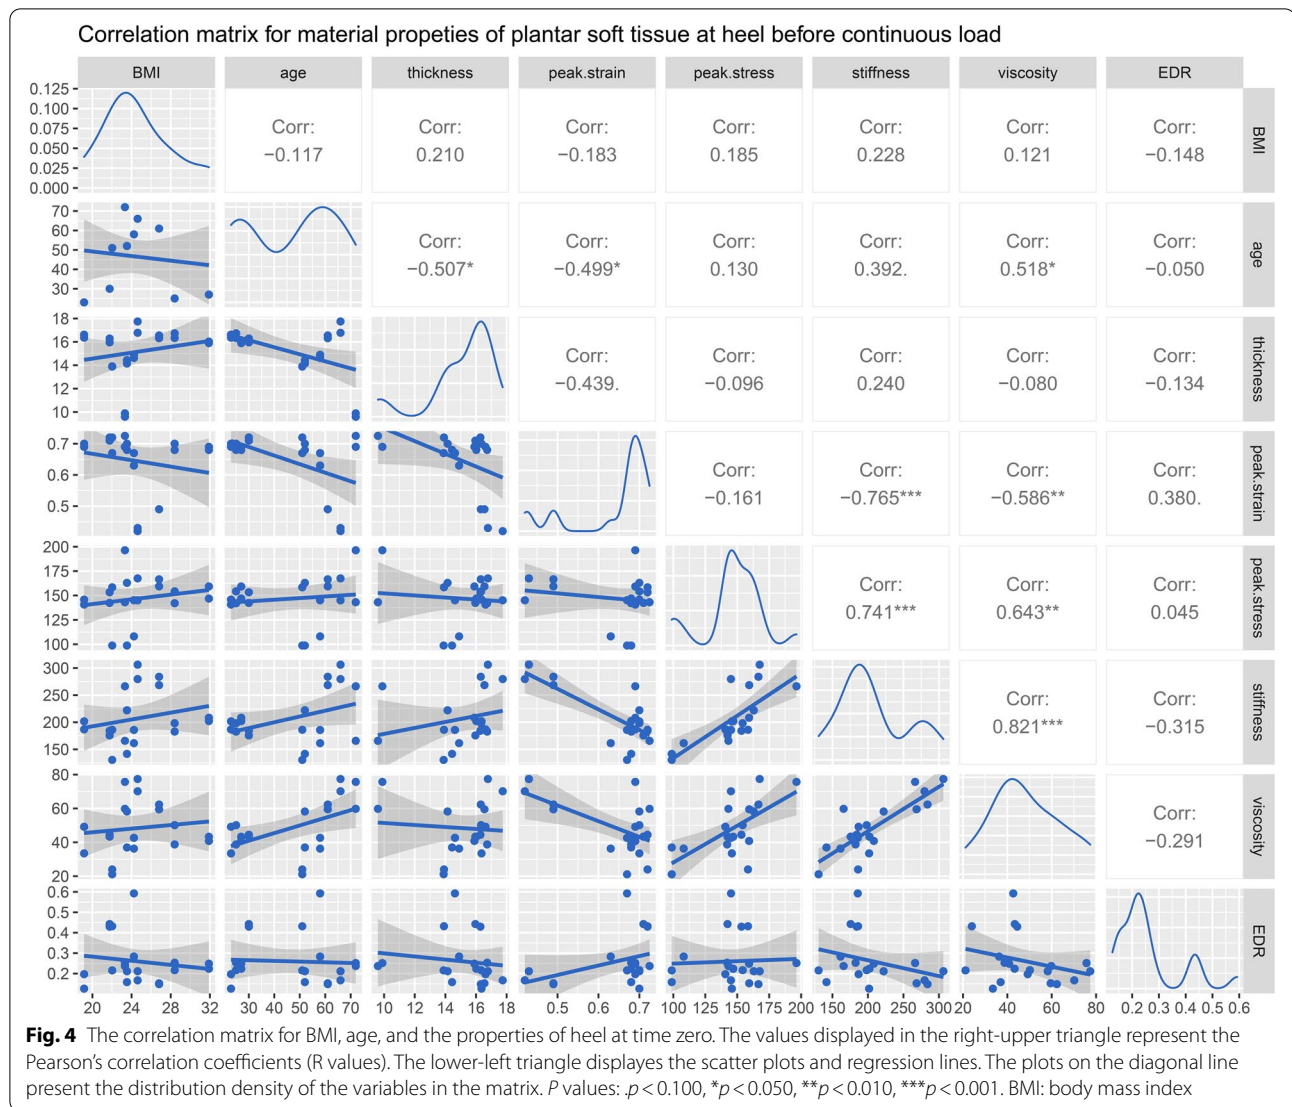 Correlation matrix for material propeties of plantar soft tissue at heel before continuous load
BMI age thickness peak.strain peak.stress stiffness viscosity EDR
0.125
0.100
0.075
0.050
0.025
0.000
Corr: Corr: Corr: Corr: Corr: Corr: Corr:
−0.117 0.210 −0.183 0.185 0.228 0.121 −0.148
BMI
70
60
50
40
30
Corr: Corr: Corr: Corr: Corr: Corr:
−0.507* −0.499* 0.130 0.392. 0.518* −0.050
age
18
16
14
12
10
Corr: Corr: Corr: Corr: Corr:
−0.439. −0.096 0.240 −0.080 −0.134
thickness
0.7
0.6
0.5
Corr: Corr: Corr: Corr:
−0.161 −0.765*** −0.586** 0.380.
peak.strain
200
175
150
125
100
Corr: Corr: Corr:
0.741*** 0.643** 0.045
peak.stress
300
250
200
150
Corr: Corr:
0.821*** −0.315
stiffness
80
60
40
20
Corr:
−0.291
viscosity
0.6
0.5
0.4
0.3
0.2
EDR
20 24 28 32 30 40 50 60 70 10 12 14 16 18 0.5 0.6 0.7 100 125 150 175 200 150 200 250 300 20 40 60 80 0.2 0.3 0.4 0.5 0.6
Fig. 4 The correlation matrix for BMI, age, and the properties of heel at time zero. The values displayed in the right-upper triangle represent the
Pearson's correlation coefficients (R values). The lower-left triangle displayes the scatter plots and regression lines. The plots on the diagonal line
present the distribution density of the variables in the matrix. P values: .p < 0.100, *p < 0.050, **p < 0.010, ***p < 0.001. BMI: body mass index